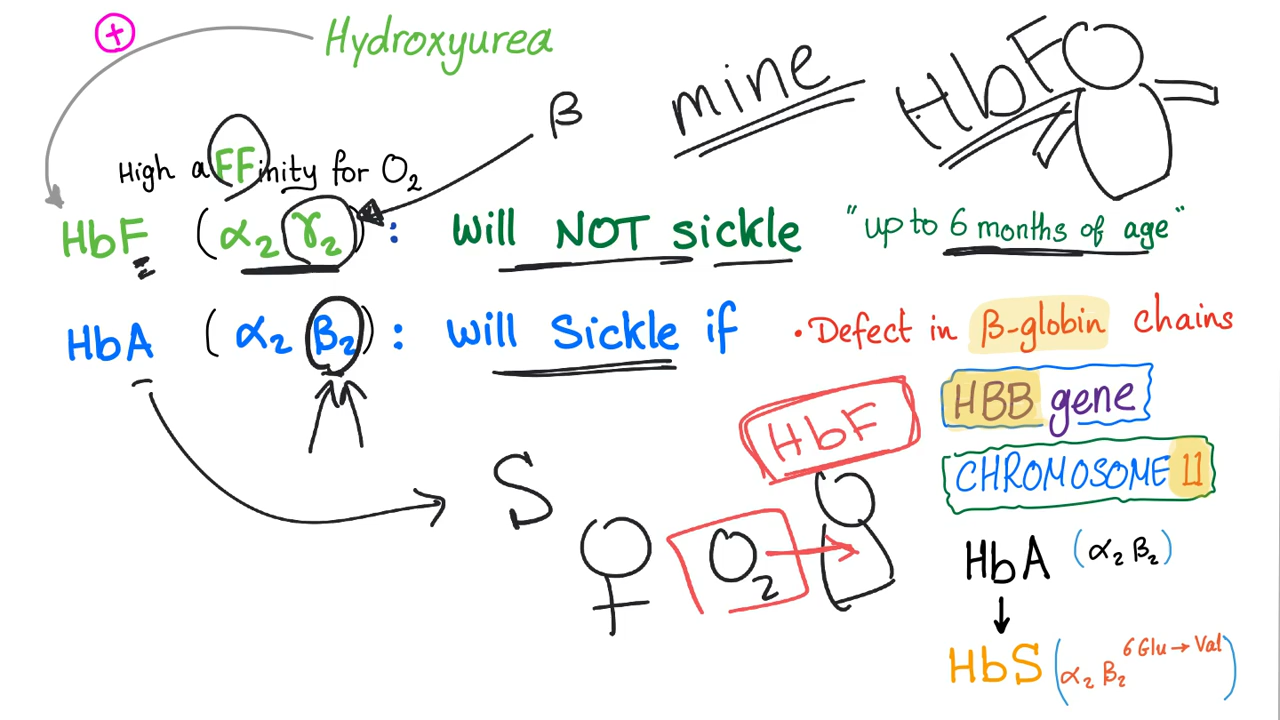 +
Hydroxyurea
mine
HbF
β
High aFFinity for O₂
HbF (α₂ γ₂) : Will NOT sickle "up to 6 months of age"
HbA (α₂ β₂) : Will Sickle if • Defect in β-globin chains
HBB gene
HbF
CHROMOSOME 11
S
O₂
HbA (α₂ β₂)
↓
HbS (α₂ β₂ 6 Glu → Val)